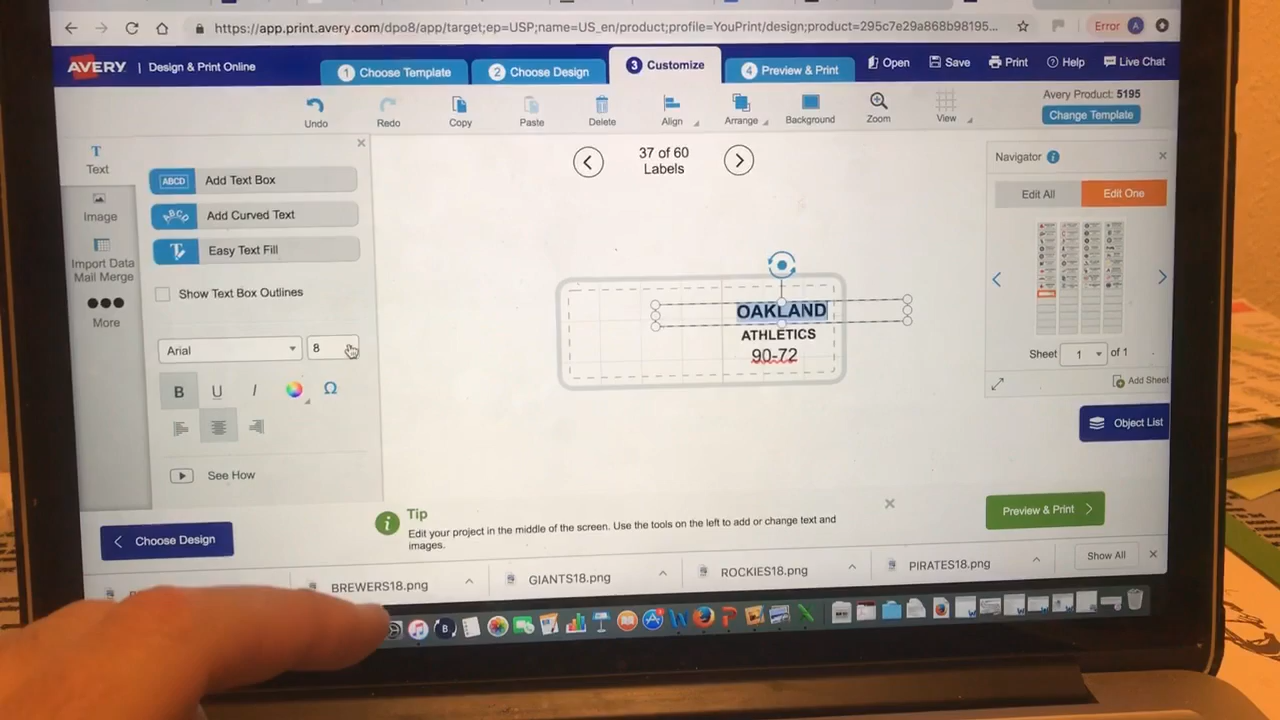 https://app.print.avery.com/dpo8/app/target;ep=USP;name=US_en/product;profile=YouPrint/design;product=295c7e29a868b98195...
Error
A
AVERY
Design & Print Online
1 Choose Template
2 Choose Design
3 Customize
4 Preview & Print
Open
Save
Print
Help
Live Chat
Undo
Redo
Copy
Paste
Delete
Align
Arrange
Background
Zoom
View
Avery Product: 5195
Change Template
Text
Image
Import Data
Mail Merge
More
ABCD Add Text Box
ABCD Add Curved Text
T Easy Text Fill
Show Text Box Outlines
Arial
8
B U I Ω
See How
37 of 60
Labels
OAKLAND
ATHLETICS
90-72
Navigator
Edit All
Edit One
Sheet 1 of 1
Add Sheet
Object List
Tip
Edit your project in the middle of the screen. Use the tools on the left to add or change text and
images.
Choose Design
Preview & Print
BREWERS18.png
GIANTS18.png
ROCKIES18.png
PIRATES18.png
Show All